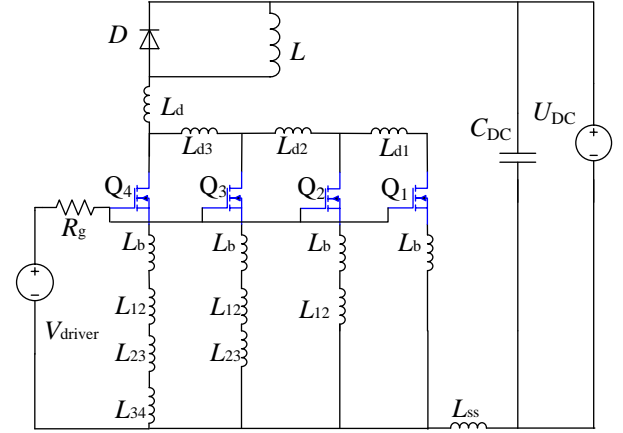 D
L
Ld
CDC
UDC
Ld3
Ld2
Ld1
Q4
Q3
Q2
Q1
Rg
Lb
Lb
Lb
Lb
Vdriver
L12
L12
L12
L23
L23
L34
Lss